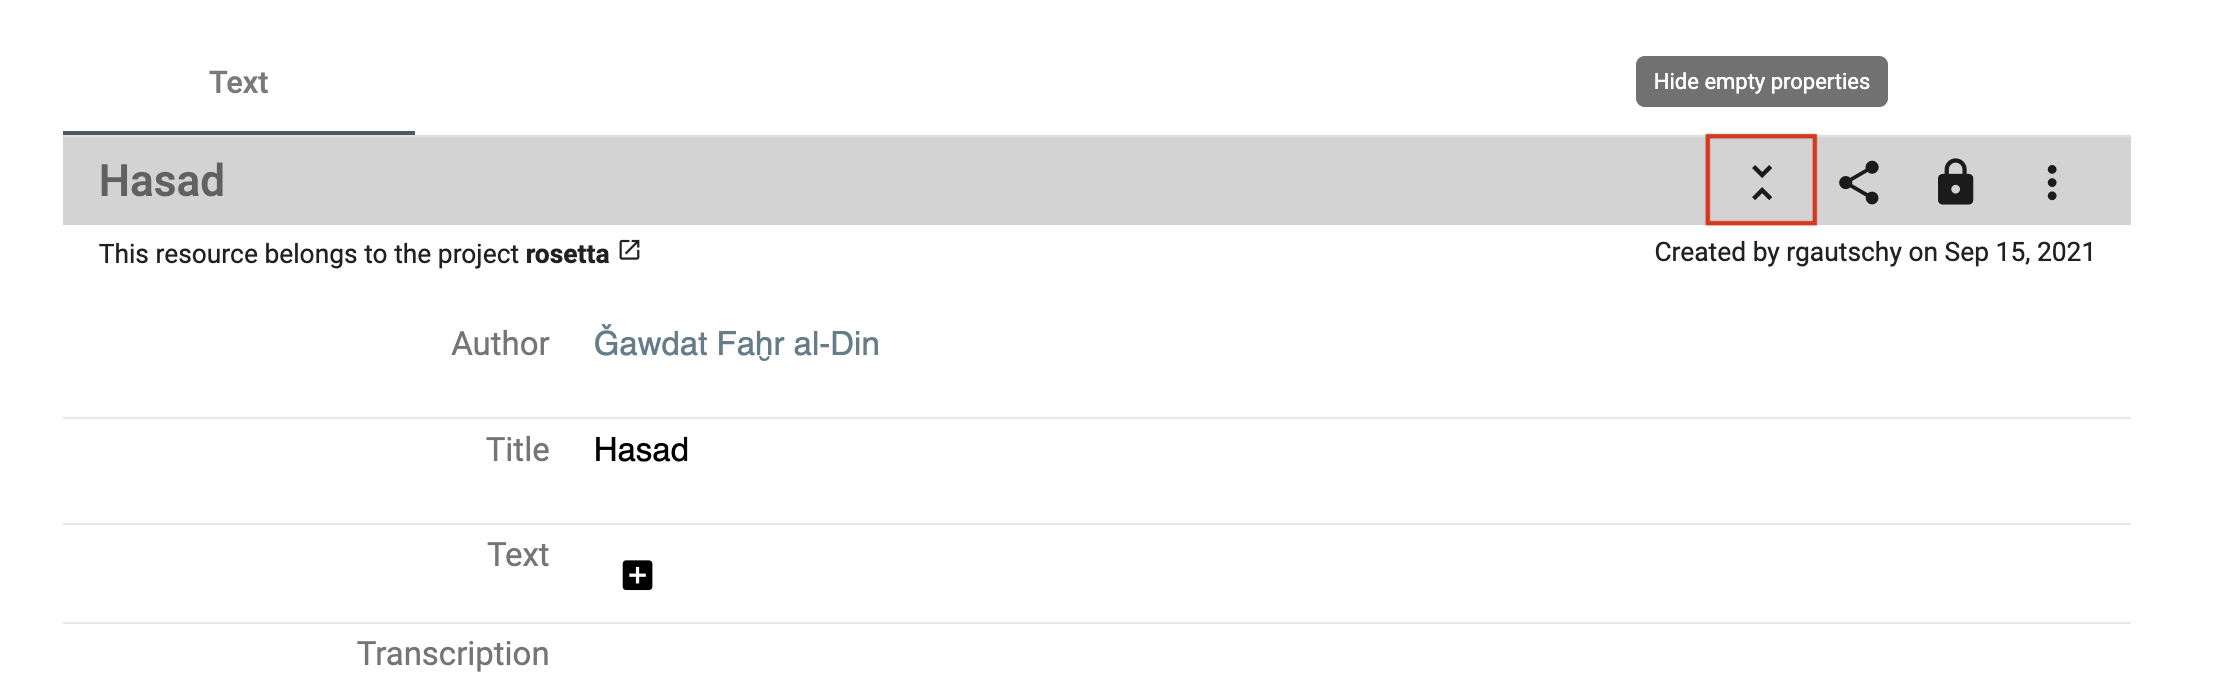 Text
Hide empty properties
Hasad
This resource belongs to the project rosetta
Created by rgautschy on Sep 15, 2021
Author
Ǧawdat Faḫr al-Din
Title
Hasad
Text
Transcription